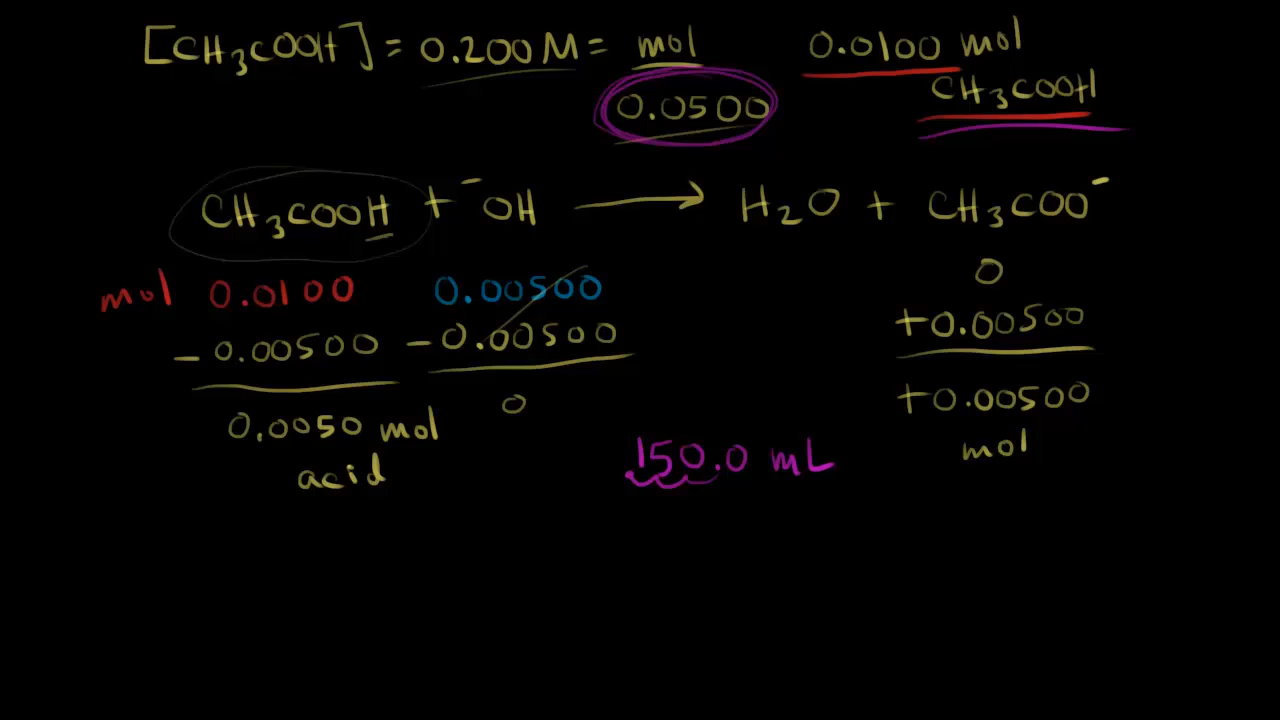 [CH₃COOH] = 0.200 M = mol 0.0100 mol
0.0500 CH₃COOH
CH₃COOH + ⁻OH → H₂O + CH₃COO⁻
mol 0.0100 0.00500 0
- 0.00500 - 0.00500 +0.00500
0.0050 mol 0 +0.00500
acid 150.0 mL mol